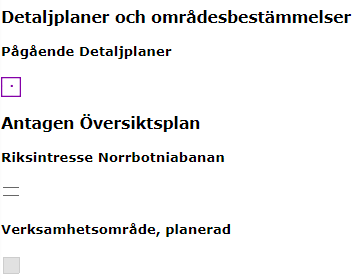 Detaljplaner och områdesbestämmelser
Pågående Detaljplaner
Antagen Översiktsplan
Riksintresse Norrbotniabanan
Verksamhetsområde, planerad